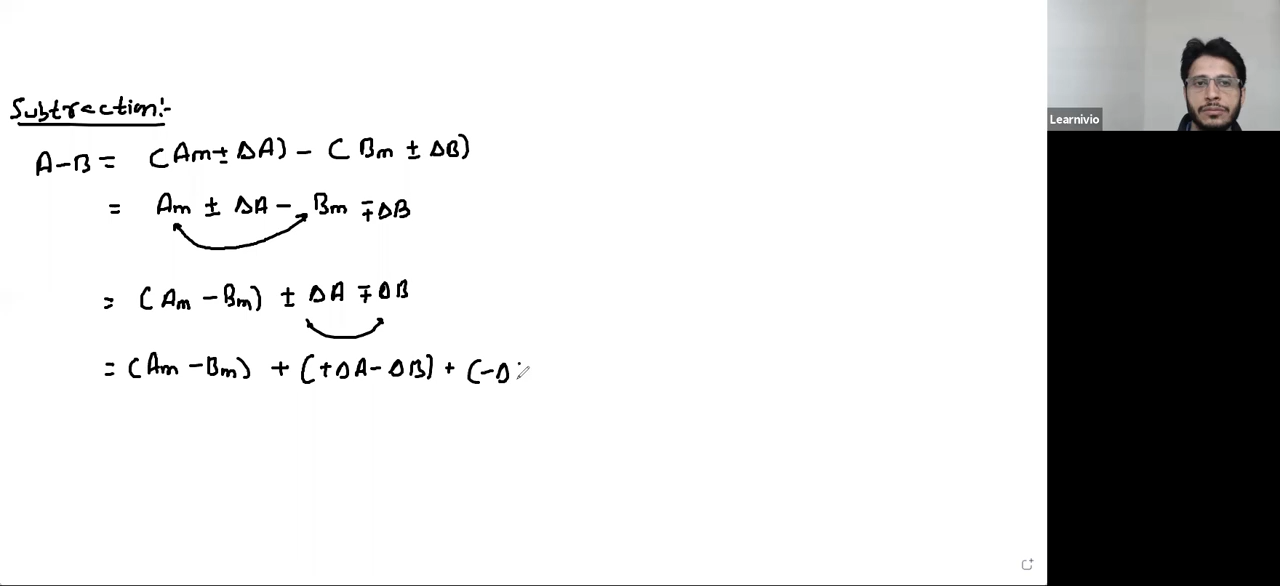 Subtraction:-
A-B = (Am ± ΔA) - (Bm ± ΔB)
= Am ± ΔA - Bm ∓ ΔB
= (Am - Bm) ± ΔA ∓ ΔB
= (Am - Bm) + (+ΔA - ΔB) + (-Δ
Learnivio